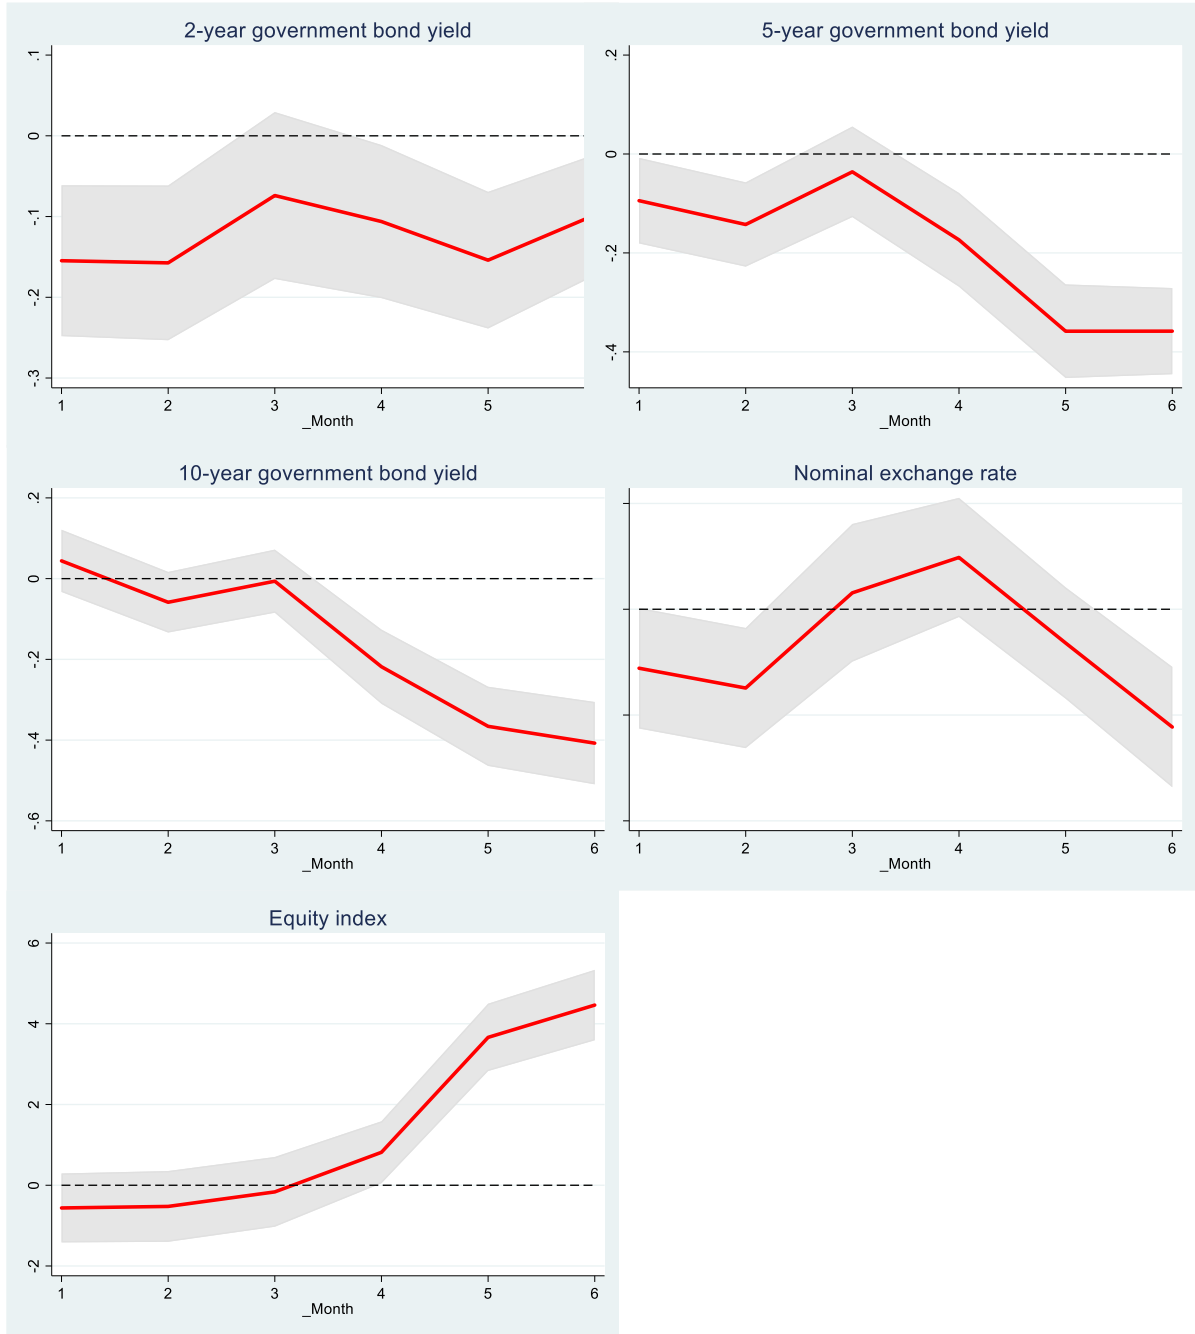 2-year government bond yield
.1
0
-.1
-.2
-.3
1 2 3 4 5
_Month
5-year government bond yield
.2
0
-.2
-.4
1 2 3 4 5 6
_Month
10-year government bond yield
.2
0
-.2
-.4
-.6
1 2 3 4 5 6
_Month
Nominal exchange rate
1 2 3 4 5 6
_Month
Equity index
6
4
2
0
-2
1 2 3 4 5 6
_Month